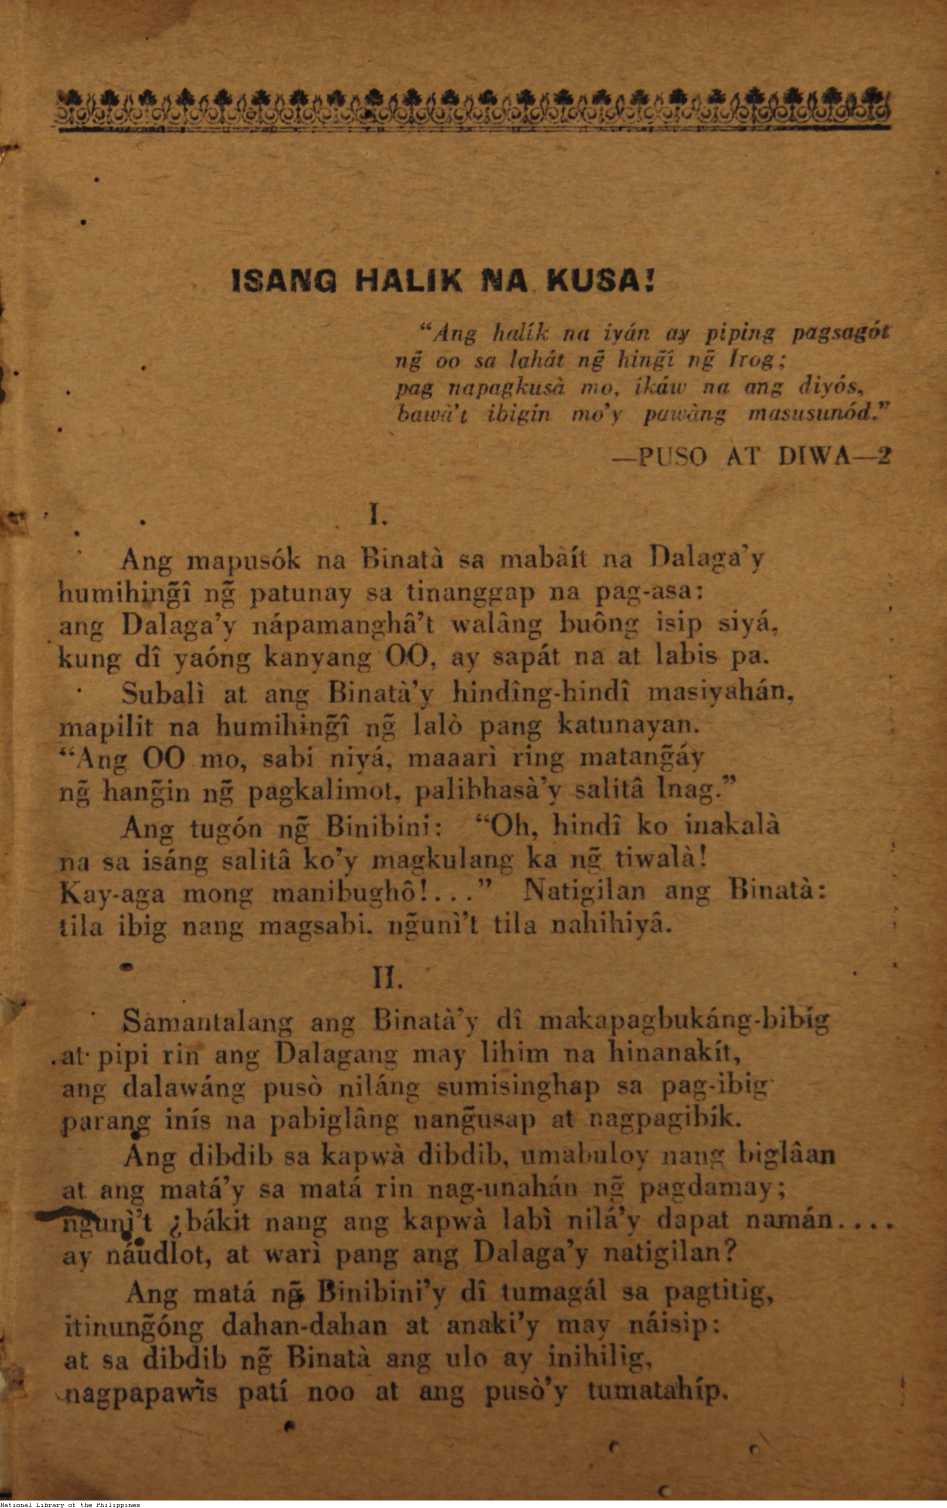 ISANG HALIK NA KUSA!
“Ang halík na iyán ay piping pagsagót
ng̃ oo sa lahát ng̃ hing̃î ng̃ Irog;
pag napagkusà mo, ikáw na ang diyós,
bawà’t ibigin mo’y pawàng masusunód.”
—PUSO AT DIWA—2
I.
Ang mapusók na Binatà sa mabàít na Dalaga’y
humihing̃î ng̃ patunay sa tinanggap na pag-asa:
ang Dalaga’y nápamanghâ’t walâng buông isip siyá,
kung dî yaóng kanyang OO, ay sapát na at labis pa.
Subalì at ang Binatà’y hindîng-hindî masiyahán,
mapilit na humihing̃î ng̃ lalò pang katunayan.
“Ang OO mo, sabi niyá, maaarì ring matang̃áy
ng̃ hang̃in ng̃ pagkalimot, palibhasà’y salitâ lnag.”
Ang tugón ng̃ Binibini: “Oh, hindî ko inakalà
na sa isáng salitâ ko’y magkulang ka ng̃ tiwalà!
Kay-aga mong manibughô!...” Natigilan ang Binatà:
tila ibig nang magsabi, ng̃unì’t tila nahihiyâ.
II.
Samantalang ang Binatà’y dî makapagbukáng-bibíg
at pipi rin ang Dalagang may lihim na hinanakít,
ang dalawáng pusò niláng sumisinghap sa pag-ibig
parang inís na pabiglâng nang̃usap at nagpagibík.
Ang dibdib sa kapwà dibdib, umabuloy nang biglâan
at ang matá’y sa matá rin nag-unahán ng̃ pagdamay;
ng̃unì’t ¿bákit nang ang kapwà labì nilá’y dapat namán....
ay náudlot, at warì pang ang Dalaga’y natigilan?
Ang matá ng̃ Binibini’y dî tumagál sa pagtitig,
itinung̃óng dahan-dahan at anaki’y may náisip:
at sa dibdib ng̃ Binatà ang ulo ay inihilig,
nagpapawìs patí noo at ang pusò’y tumatahíp.
National Library of the Philippines